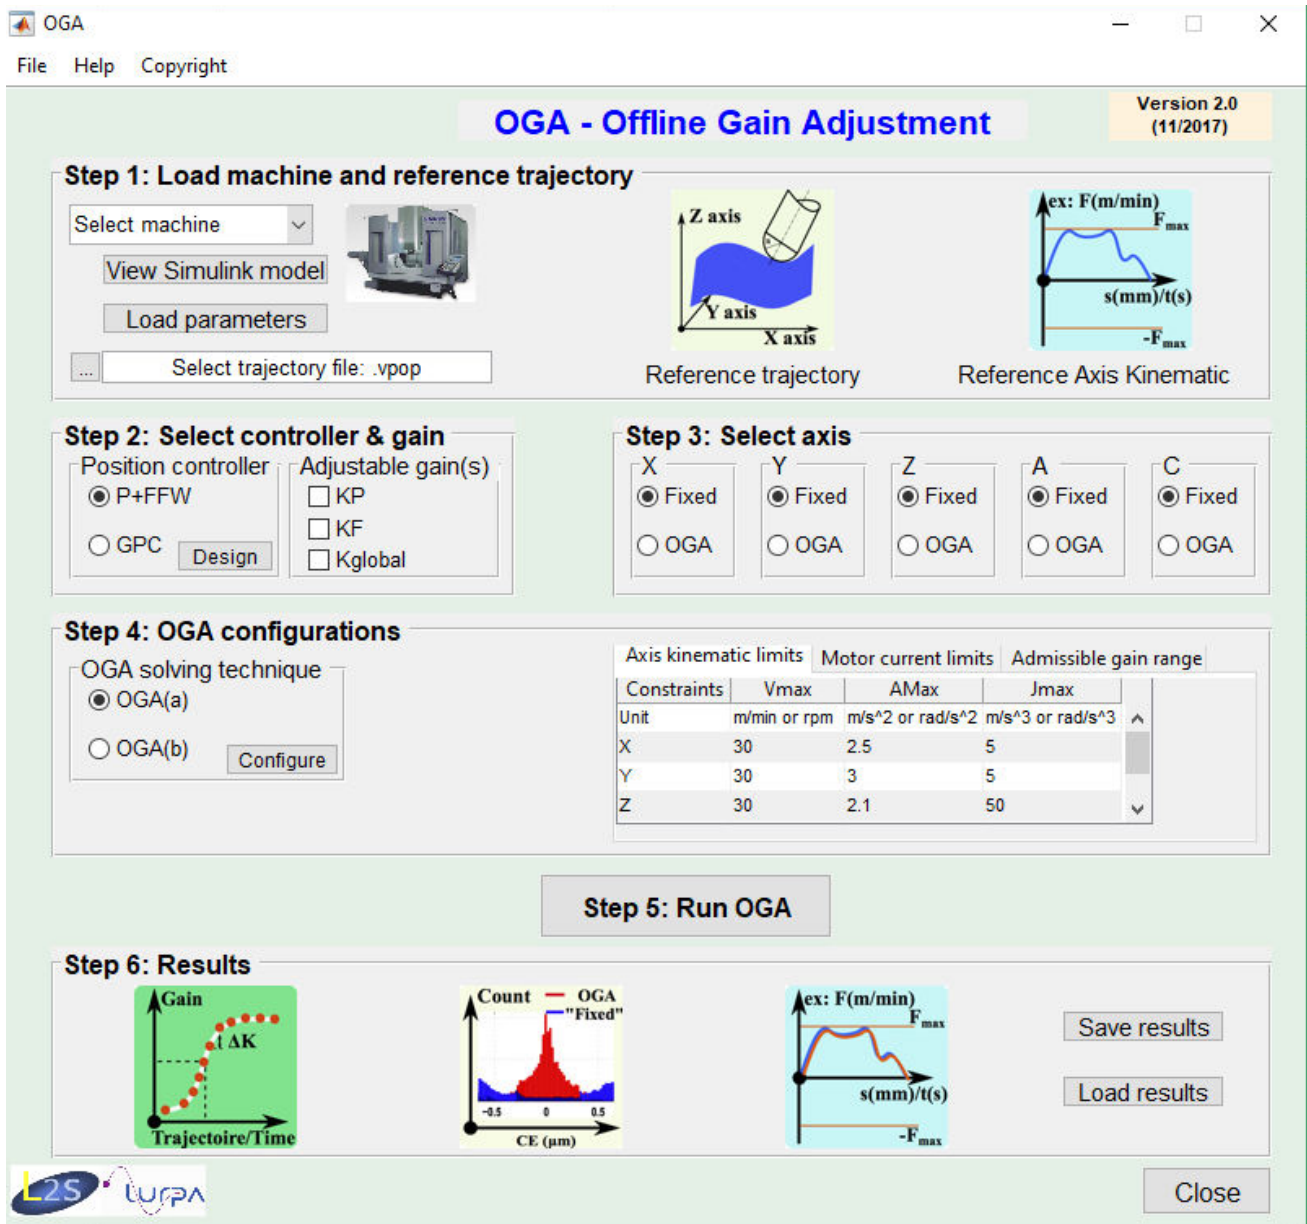 OGA
File Help Copyright
OGA - Offline Gain Adjustment
Version 2.0
(11/2017)
Step 1: Load machine and reference trajectory
Select machine
View Simulink model
Load parameters
... Select trajectory file: .vpop
Z axis
Y axis
X axis
Reference trajectory
ex: F(m/min)
Fmax
s(mm)/t(s)
-Fmax
Reference Axis Kinematic
Step 2: Select controller & gain
Position controller
P+FFW
GPC
Design
Adjustable gain(s)
KP
KF
Kglobal
Step 3: Select axis
X Y Z A C
Fixed Fixed Fixed Fixed Fixed
OGA OGA OGA OGA OGA
Step 4: OGA configurations
OGA solving technique
OGA(a)
OGA(b)
Configure
Axis kinematic limits Motor current limits Admissible gain range
Constraints Vmax AMax Jmax
Unit m/min or rpm m/s^2 or rad/s^2 m/s^3 or rad/s^3
X 30 2.5 5
Y 30 3 5
Z 30 2.1 50
Step 5: Run OGA
Step 6: Results
Gain
ΔK
Trajectoire/Time
Count
OGA
"Fixed"
-0.5 0 0.5
CE (µm)
ex: F(m/min)
Fmax
s(mm)/t(s)
-Fmax
Save results
Load results
L2S
lurpa
Close